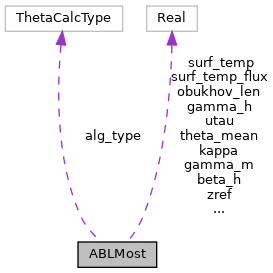 ThetaCalcType
Real
alg_type
surf_temp
surf_temp_flux
obukhov_len
gamma_h
utau
theta_mean
kappa
gamma_m
beta_h
zref
...
ABLMost